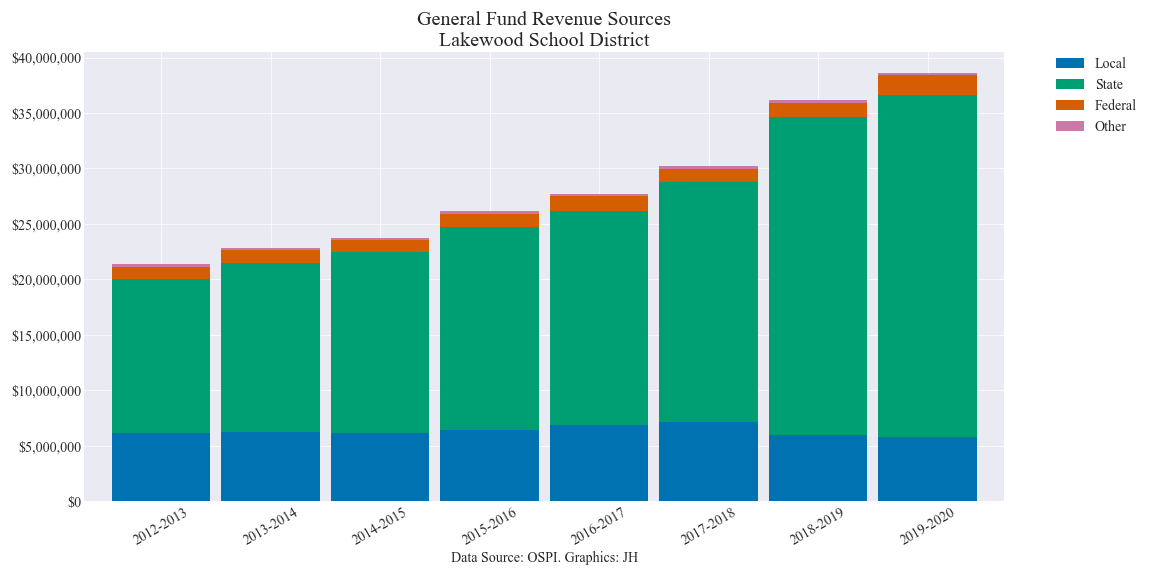 General Fund Revenue Sources
Lakewood School District
$40,000,000
$35,000,000
$30,000,000
$25,000,000
$20,000,000
$15,000,000
$10,000,000
$5,000,000
$0
Local
State
Federal
Other
2012-2013
2013-2014
2014-2015
2015-2016
2016-2017
2017-2018
2018-2019
2019-2020
Data Source: OSPI. Graphics: JH